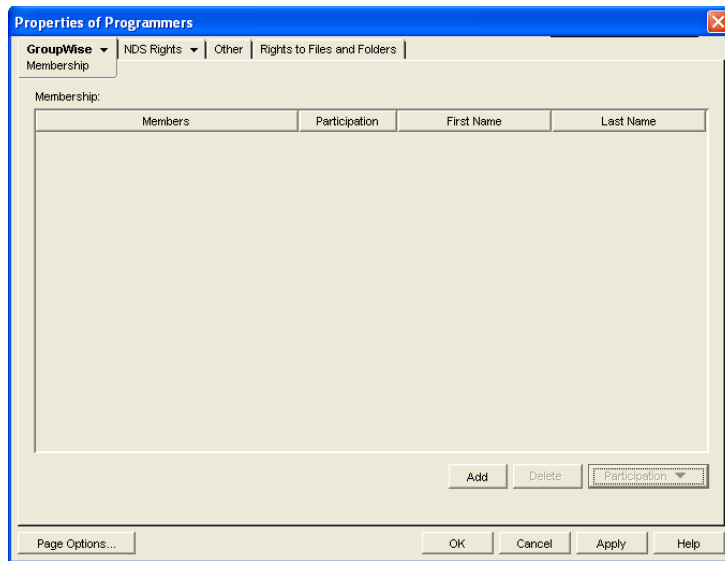 Properties of Programmers
GroupWise NDS Rights Other Rights to Files and Folders
Membership
Membership:
Members Participation First Name Last Name
Add Delete Participation
Page Options... OK Cancel Apply Help